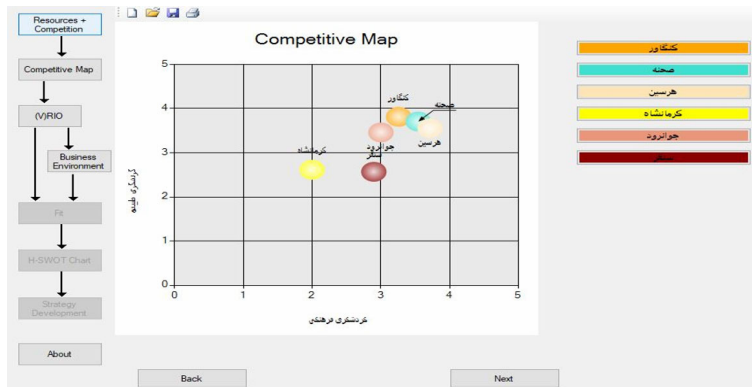 Resources +
Competition
Competitive Map
(V)RIO
Business
Environment
Fit
H-SWOT Chart
Strategy
Development
About
Competitive Map
5
4
3
2
1
0
0
1
2
3
4
5
کنگاور
صحنه
هرسین
جوانرود
سنقر
کرمانشاه
گردشگری فرهنگی
کنگاور
صحنه
هرسین
کرمانشاه
جوانرود
سنقر
Back
Next